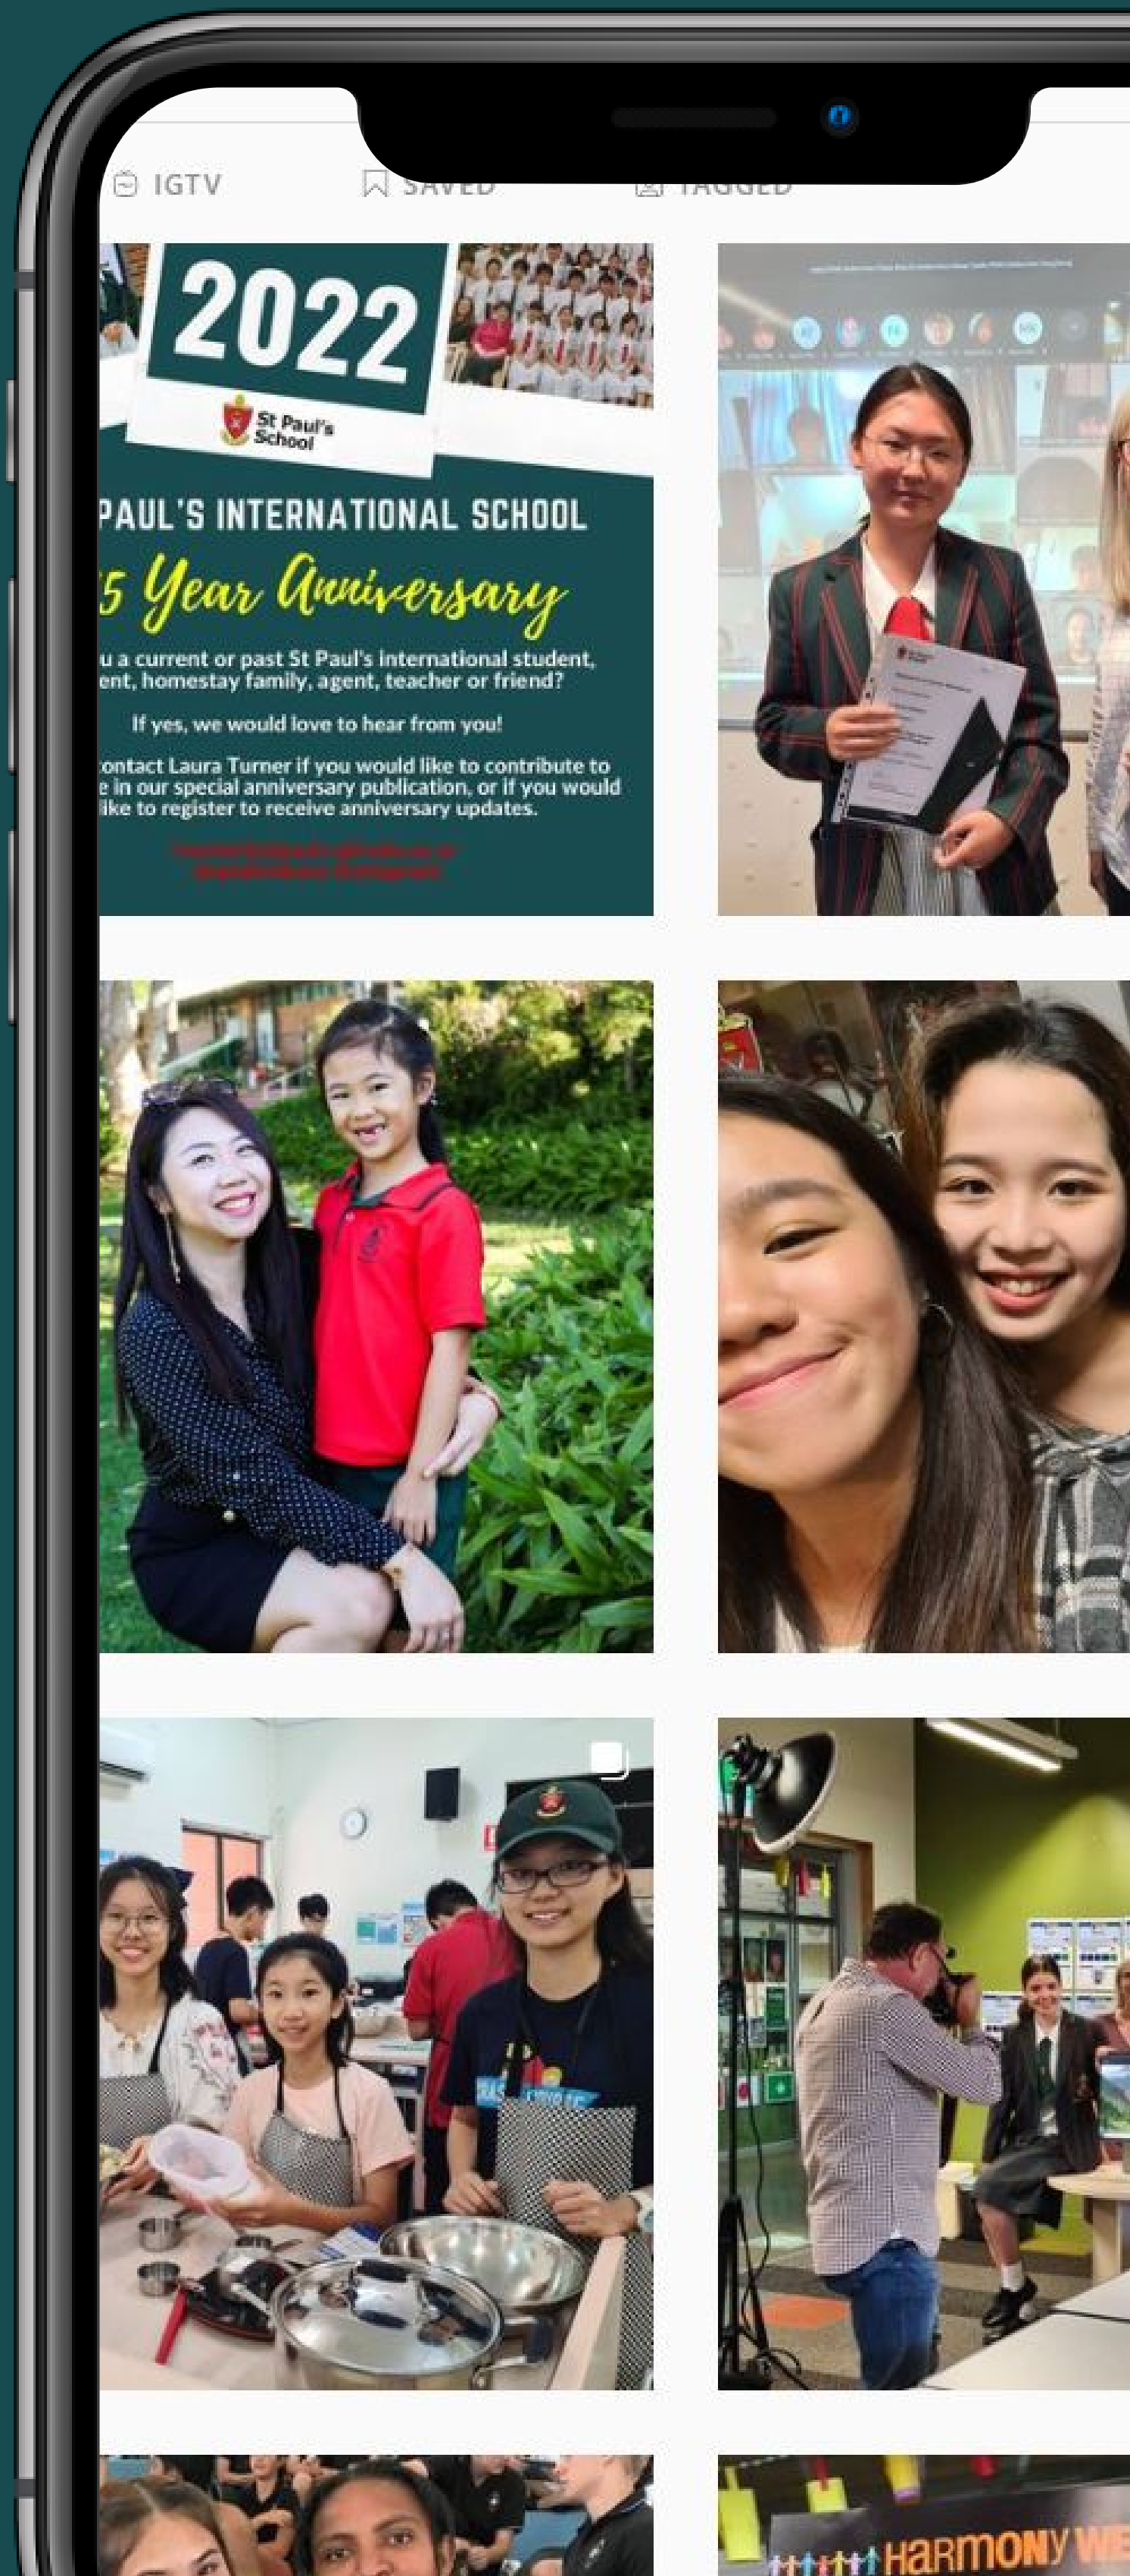 IGTV
SAVED
TAGGED
2022
St Paul's
School
PAUL'S INTERNATIONAL SCHOOL
5 Year Anniversary
u a current or past St Paul's international student,
ent, homestay family, agent, teacher or friend?
If yes, we would love to hear from you!
ontact Laura Turner if you would like to contribute to
e in our special anniversary publication, or if you would
like to register to receive anniversary updates.
HARMONY WE